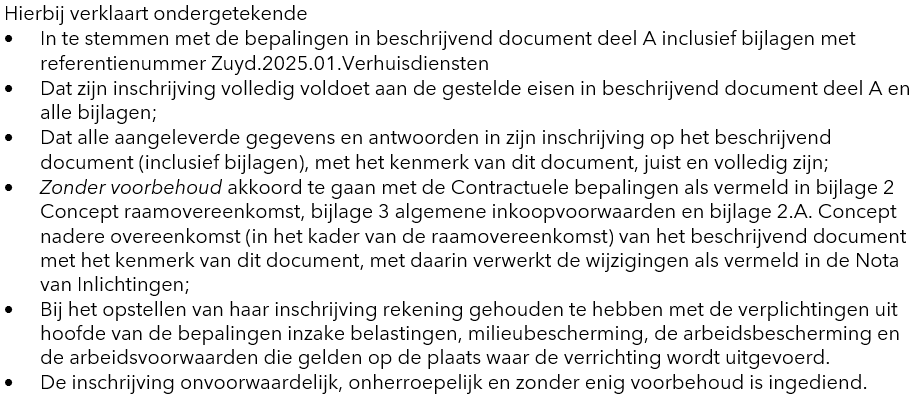 Hierbij verklaart ondergetekende
• In te stemmen met de bepalingen in beschrijvend document deel A inclusief bijlagen met
referentienummer Zuyd.2025.01.Verhuisdiensten
• Dat zijn inschrijving volledig voldoet aan de gestelde eisen in beschrijvend document deel A en
alle bijlagen;
• Dat alle aangeleverde gegevens en antwoorden in zijn inschrijving op het beschrijvend
document (inclusief bijlagen), met het kenmerk van dit document, juist en volledig zijn;
• Zonder voorbehoud akkoord te gaan met de Contractuele bepalingen als vermeld in bijlage 2
Concept raamovereenkomst, bijlage 3 algemene inkoopvoorwaarden en bijlage 2.A. Concept
nadere overeenkomst (in het kader van de raamovereenkomst) van het beschrijvend document
met het kenmerk van dit document, met daarin verwerkt de wijzigingen als vermeld in de Nota
van Inlichtingen;
• Bij het opstellen van haar inschrijving rekening gehouden te hebben met de verplichtingen uit
hoofde van de bepalingen inzake belastingen, milieubescherming, de arbeidsbescherming en
de arbeidsvoorwaarden die gelden op de plaats waar de verrichting wordt uitgevoerd.
• De inschrijving onvoorwaardelijk, onherroepelijk en zonder enig voorbehoud is ingediend.